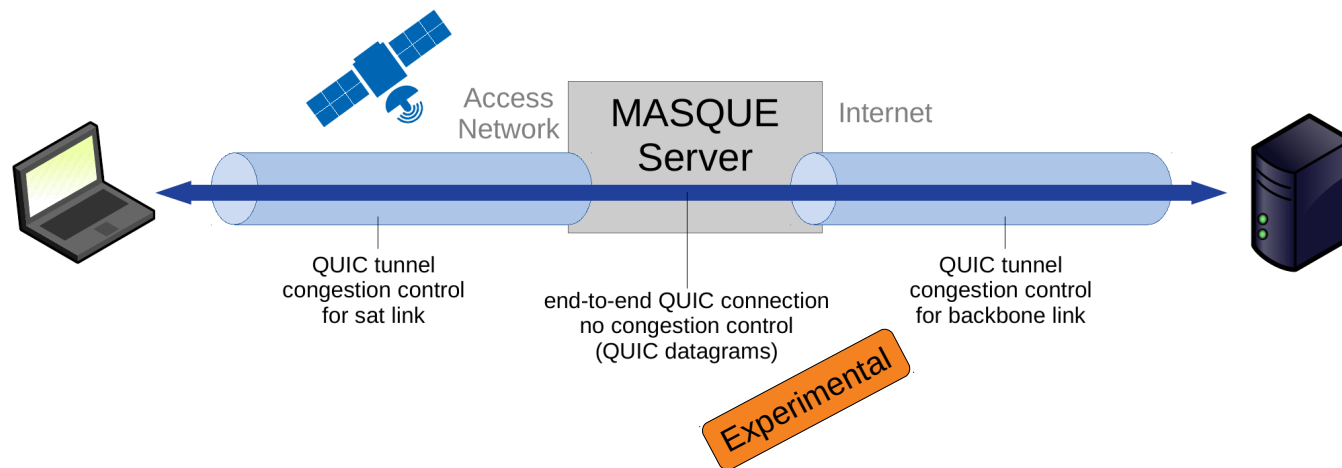 Access
Network
MASQUE
Server
Internet
QUIC tunnel
congestion control
for sat link
end-to-end QUIC connection
no congestion control
(QUIC datagrams)
QUIC tunnel
congestion control
for backbone link
Experimental